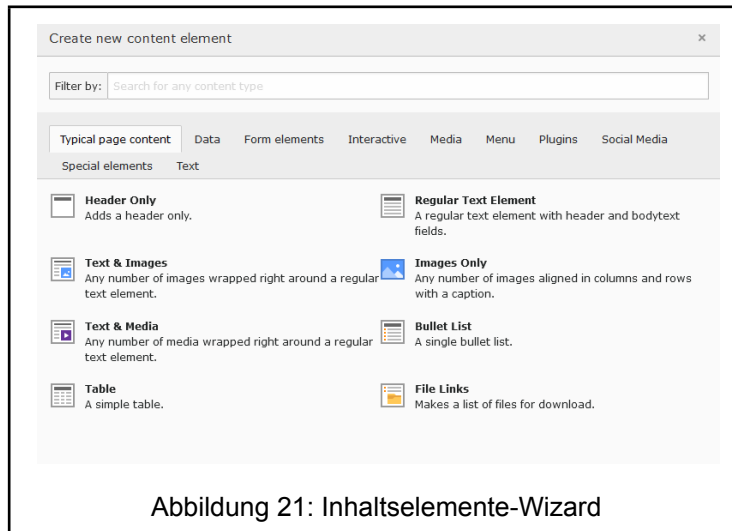 Create new content element ×
Filter by: Search for any content type
Typical page content Data Form elements Interactive Media Menu Plugins Social Media
Special elements Text
Header Only
Adds a header only.
Regular Text Element
A regular text element with header and bodytext
fields.
Text & Images
Any number of images wrapped right around a regular
text element.
Images Only
Any number of images aligned in columns and rows
with a caption.
Text & Media
Any number of media wrapped right around a regular
text element.
Bullet List
A single bullet list.
Table
A simple table.
File Links
Makes a list of files for download.
Abbildung 21: Inhaltselemente-Wizard